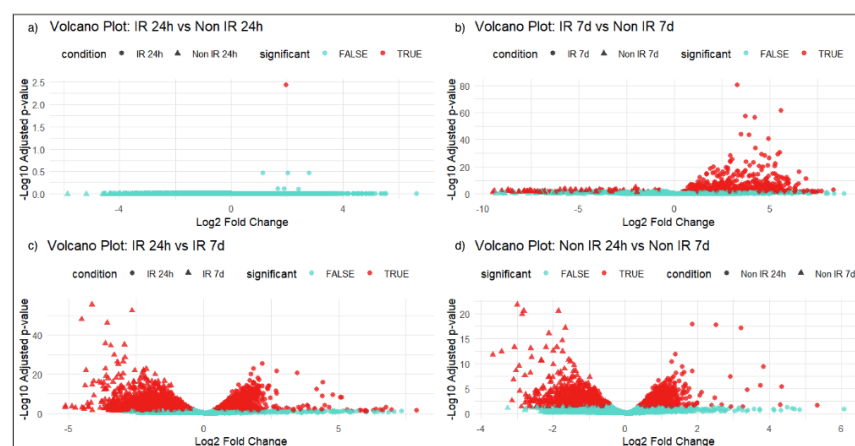 a) Volcano Plot: IR 24h vs Non IR 24h
condition ● IR 24h ▲ Non IR 24h significant ● FALSE ● TRUE
-Log10 Adjusted p-value
2.5
2.0
1.5
1.0
0.5
0.0
-4 0 4
Log2 Fold Change
b) Volcano Plot: IR 7d vs Non IR 7d
condition ● IR 7d ▲ Non IR 7d significant ● FALSE ● TRUE
-Log10 Adjusted p-value
80
60
40
20
0
-10 -5 0 5
Log2 Fold Change
c) Volcano Plot: IR 24h vs IR 7d
condition ● IR 24h ▲ IR 7d significant ● FALSE ● TRUE
-Log10 Adjusted p-value
40
20
0
-5 0 5
Log2 Fold Change
d) Volcano Plot: Non IR 24h vs Non IR 7d
significant ● FALSE ● TRUE condition ● Non IR 24h ▲ Non IR 7d
-Log10 Adjusted p-value
20
15
10
5
0
-4 -2 0 2 4 6
Log2 Fold Change